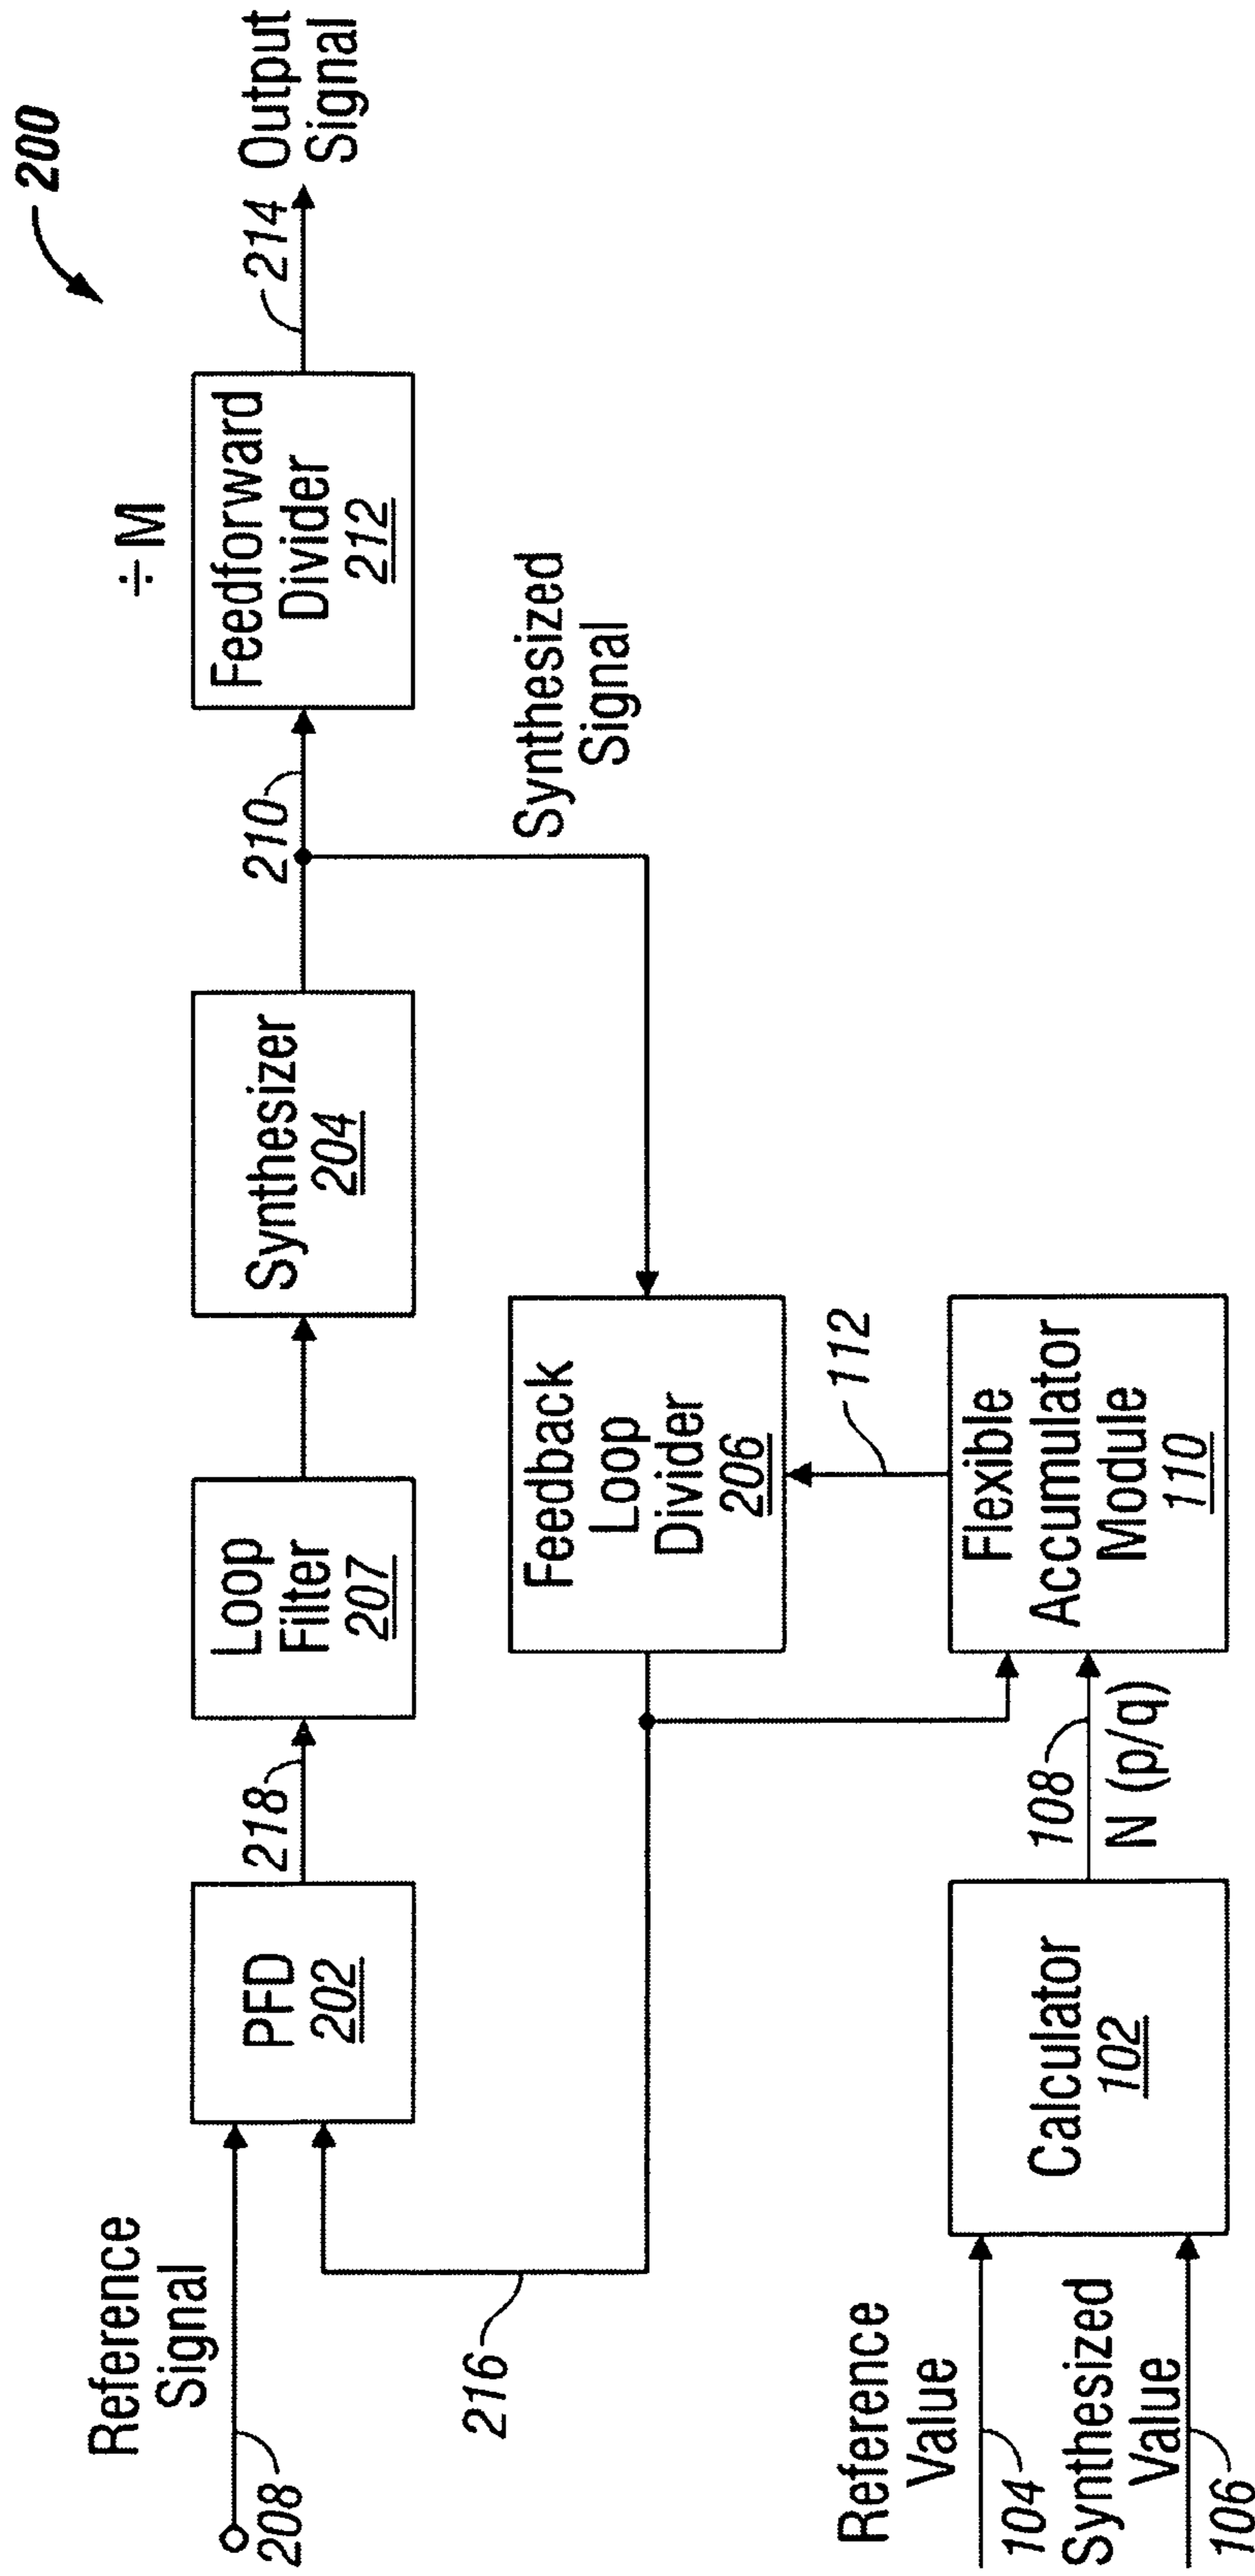 200
÷ M
Reference
Signal
208
PFD
202
218
Loop
Filter
207
Synthesizer
204
210
Feedforward
Divider
212
214
Output
Signal
Synthesized
Signal
216
Feedback
Loop
Divider
206
112
Reference
Value
104
Synthesized
Value
106
Calculator
102
108
N (p/q)
Flexible
Accumulator
Module
110